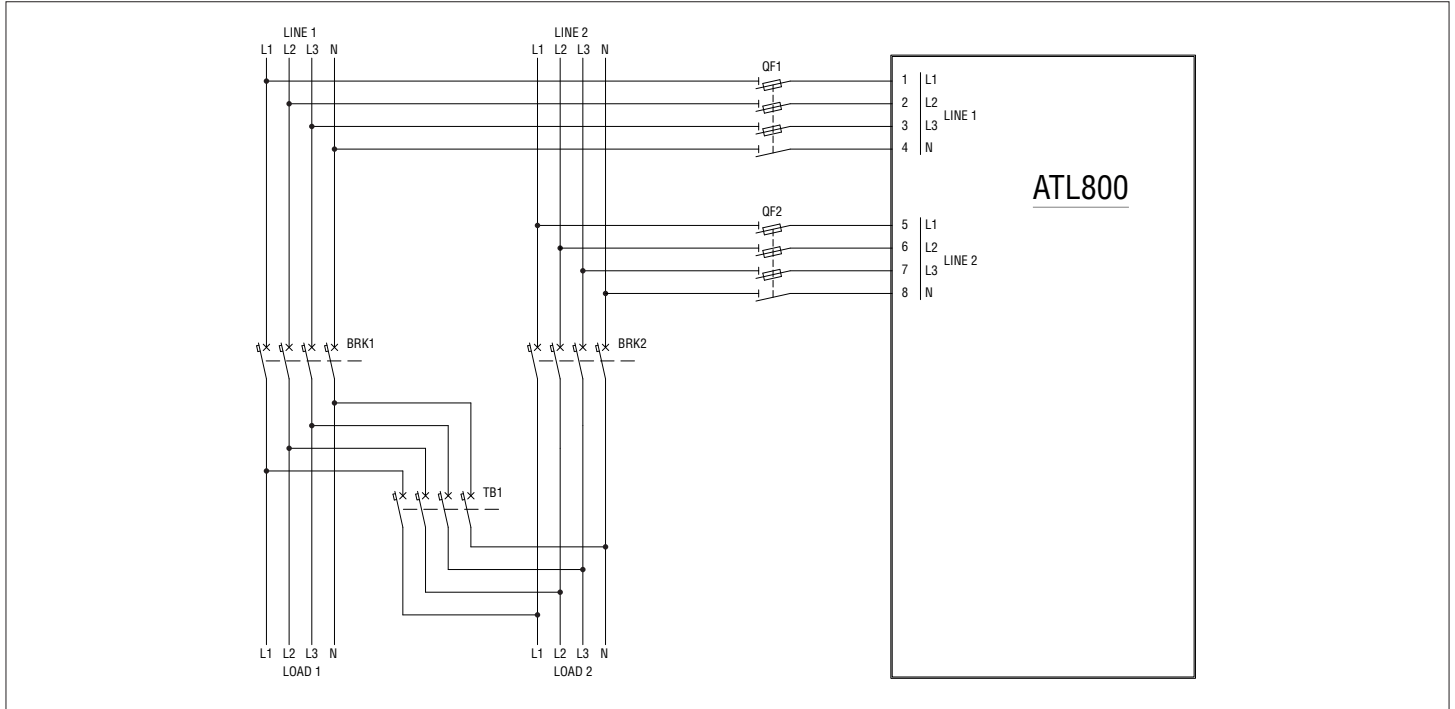 LINE 1
L1 L2 L3 N
LINE 2
L1 L2 L3 N
QF1
1 L1
2 L2
LINE 1
3 L3
4 N
ATL800
QF2
5 L1
6 L2
LINE 2
7 L3
8 N
BRK1
BRK2
TB1
L1 L2 L3 N
LOAD 1
L1 L2 L3 N
LOAD 2